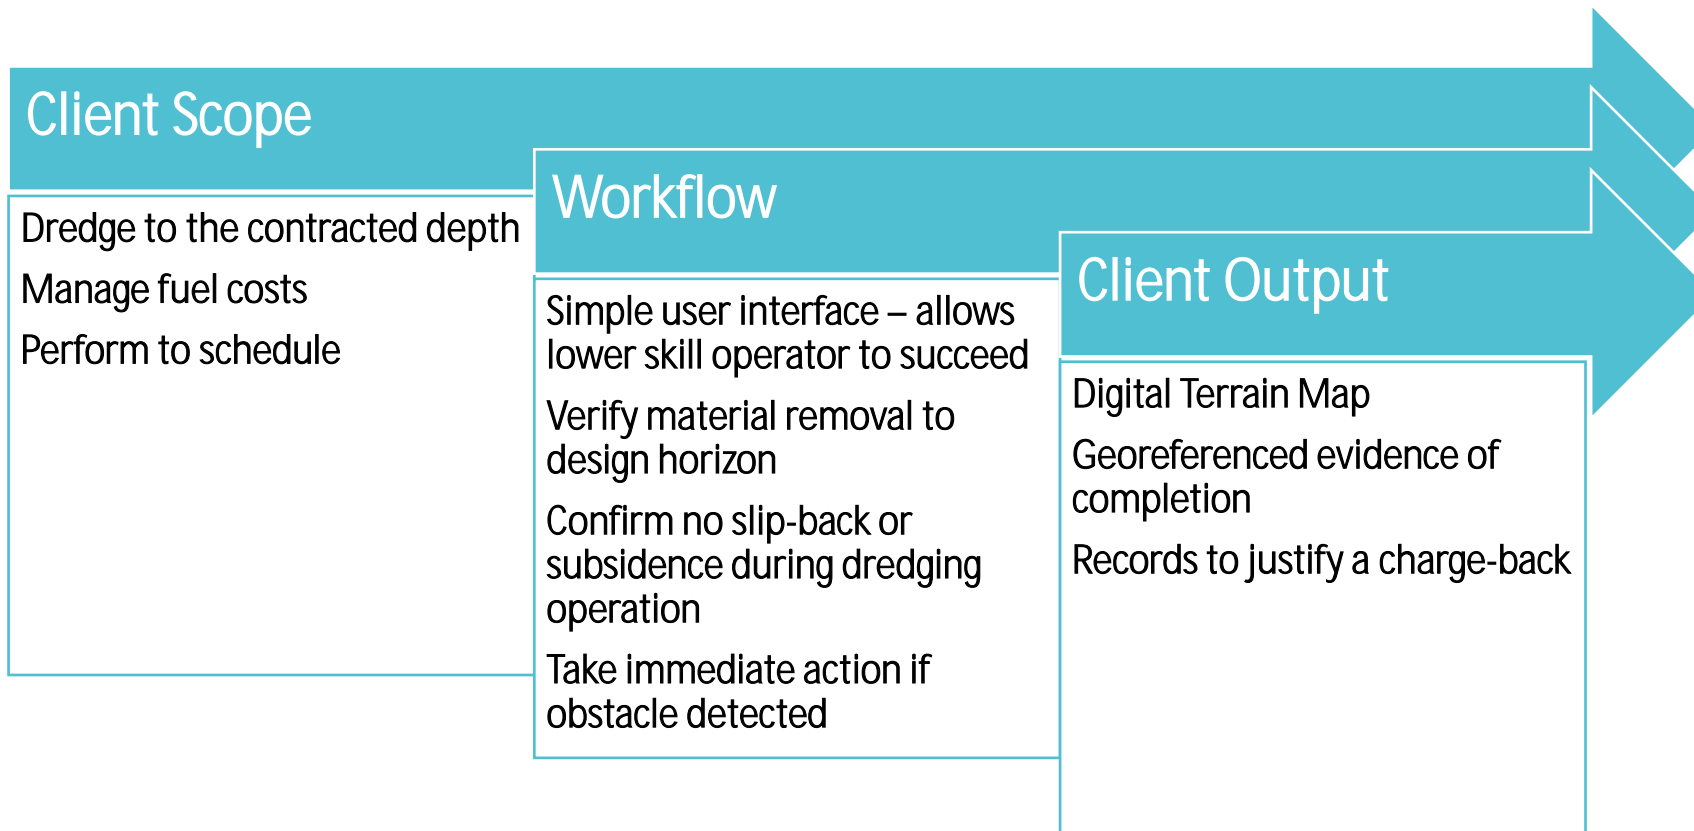 Client Scope
Dredge to the contracted depth
Manage fuel costs
Perform to schedule
Workflow
Simple user interface – allows
lower skill operator to succeed
Verify material removal to
design horizon
Confirm no slip-back or
subsidence during dredging
operation
Take immediate action if
obstacle detected
Client Output
Digital Terrain Map
Georeferenced evidence of
completion
Records to justify a charge-back